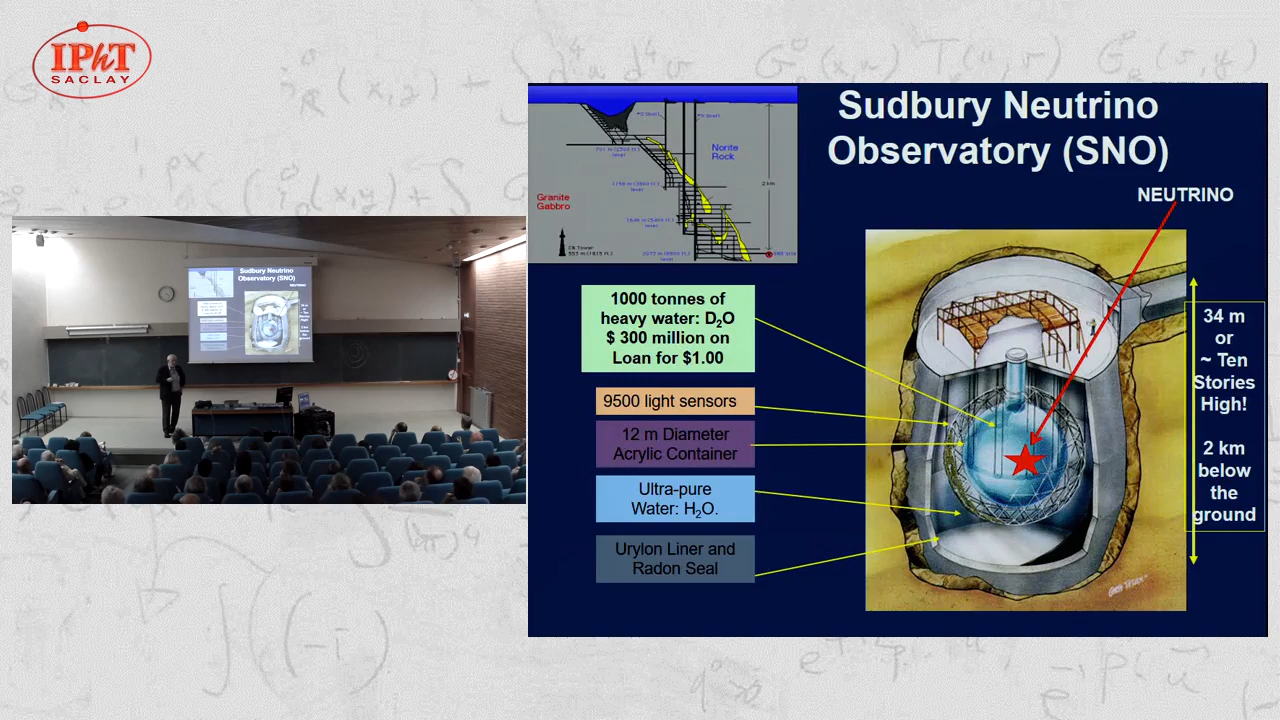 IPhT
SACLAY
Sudbury Neutrino
Observatory (SNO)
NEUTRINO
Norite
Rock
Granite
Gabbro
2 km
1000 tonnes of
heavy water: D₂O
$ 300 million on
Loan for $1.00
9500 light sensors
12 m Diameter
Acrylic Container
Ultra-pure
Water: H₂O.
Urylon Liner and
Radon Seal
34 m
or
~ Ten
Stories
High!
2 km
below
the
ground